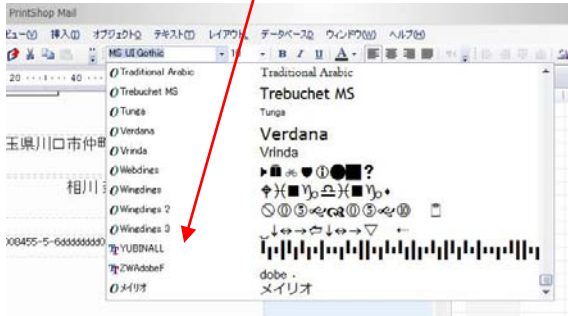 PrintShop Mail
ビュー(V) 挿入(I) オブジェクト(O) テキスト(T) レイアウト(L) データベース(D) ウィンドウ(W) ヘルプ(H)
MS UI Gothic 10 B I U A
20 40
Traditional Arabic Traditional Arabic
Trebuchet MS Trebuchet MS
Tunga Tunga
Verdana Verdana
玉県川口市仲町
Vrinda Vrinda
Webdings
Wingdings
相川
Wingdings 2
Wingdings 3
YUBINALL
ZWAdobeF dobe
メイリオ メイリオ